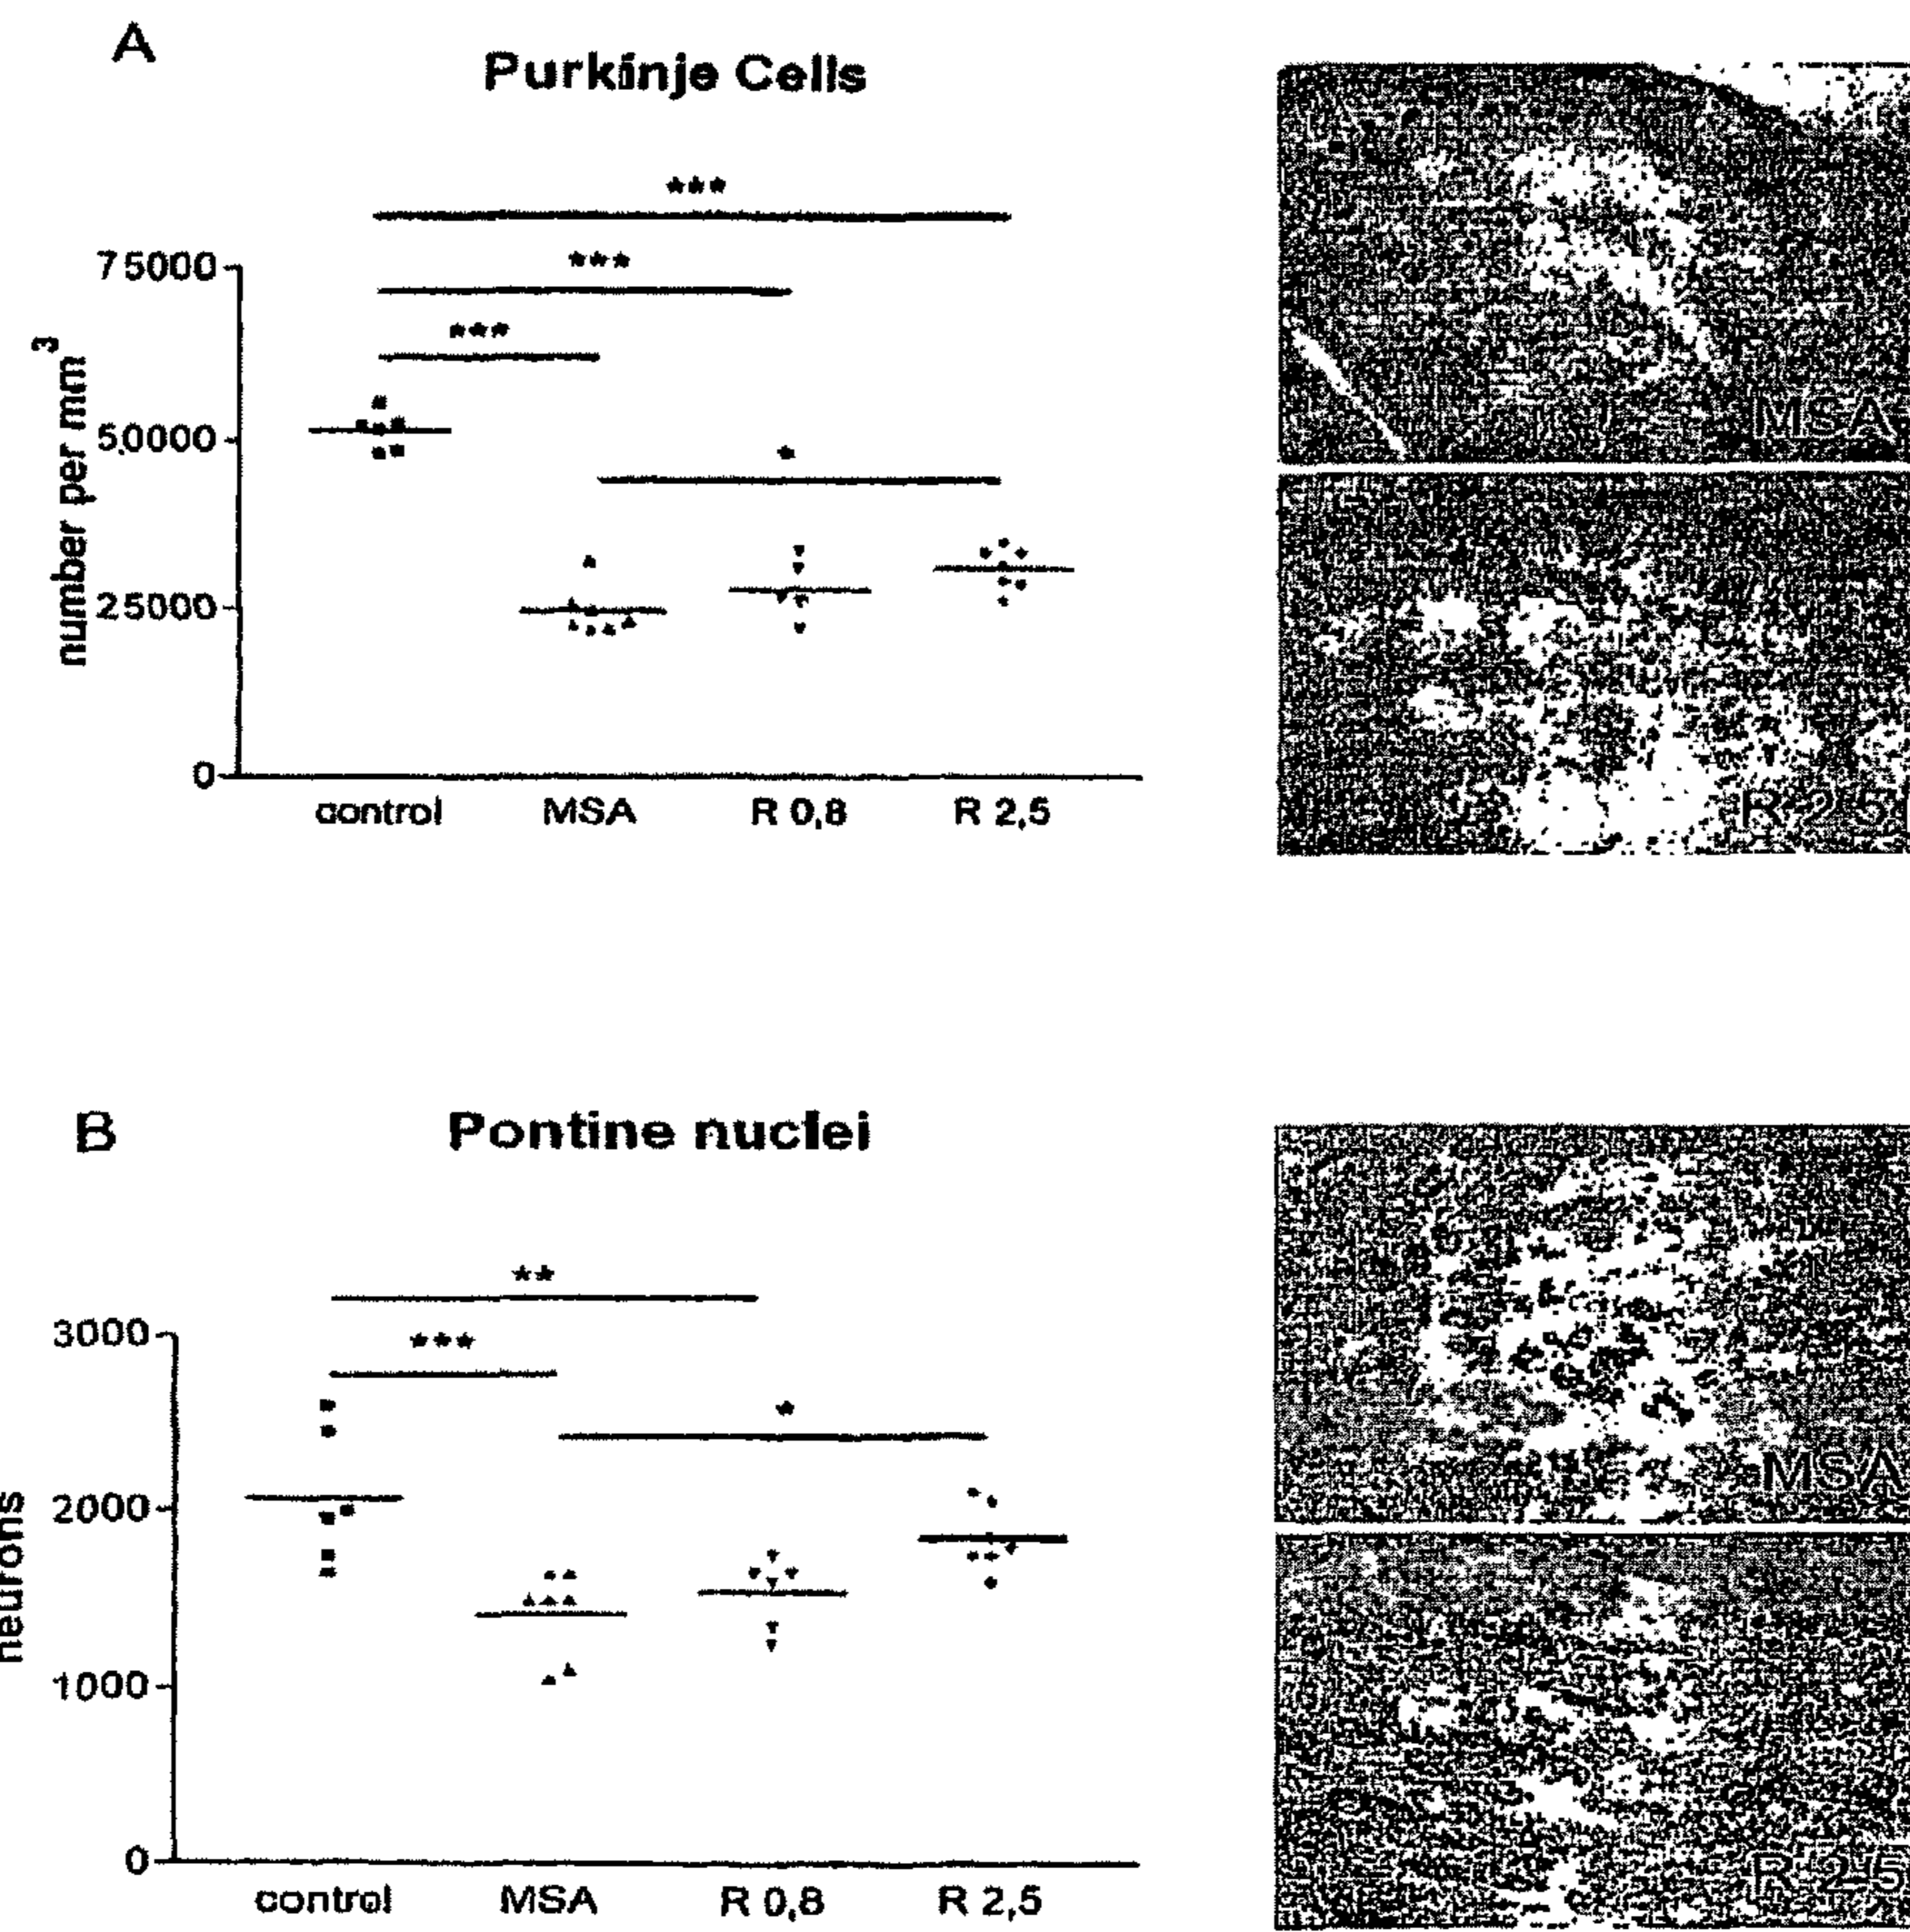 A
Purkinje Cells
***
***
***
*
number per mm³
75000
50000
25000
0
control MSA R 0,8 R 2,5
MSA
R 2,5
B
Pontine nuclei
**
***
*
neurons
3000
2000
1000
0
control MSA R 0,8 R 2,5
MSA
R 2,5